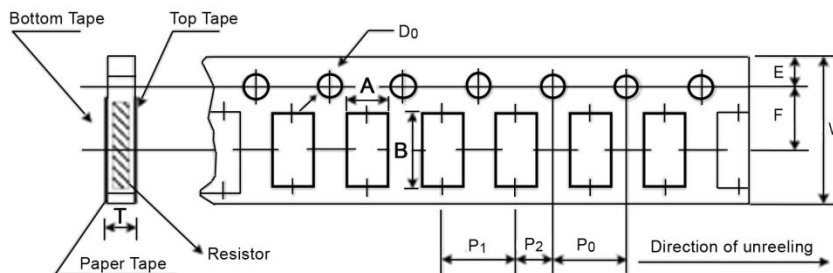 Bottom Tape
Top Tape
D0
E
A
F
W
B
T
Resistor
Paper Tape
P1
P2
P0
Direction of unreeling